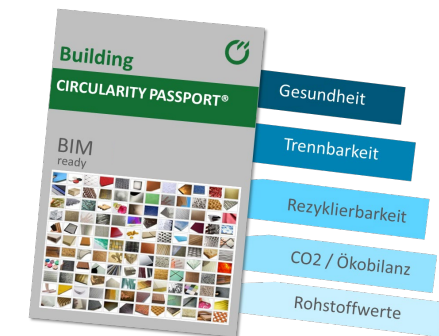 Building
CIRCULARITY PASSPORT®
BIM
ready
Gesundheit
Trennbarkeit
Rezyklierbarkeit
CO2 / Ökobilanz
Rohstoffwerte